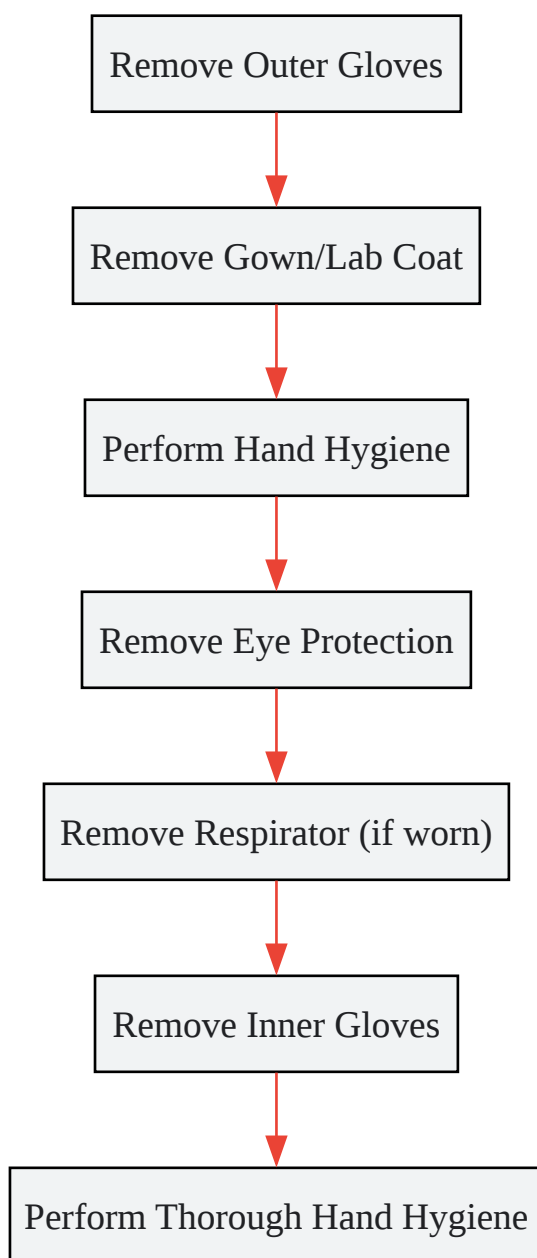 Remove Outer Gloves
Remove Gown/Lab Coat
Perform Hand Hygiene
Remove Eye Protection
Remove Respirator (if worn)
Remove Inner Gloves
Perform Thorough Hand Hygiene